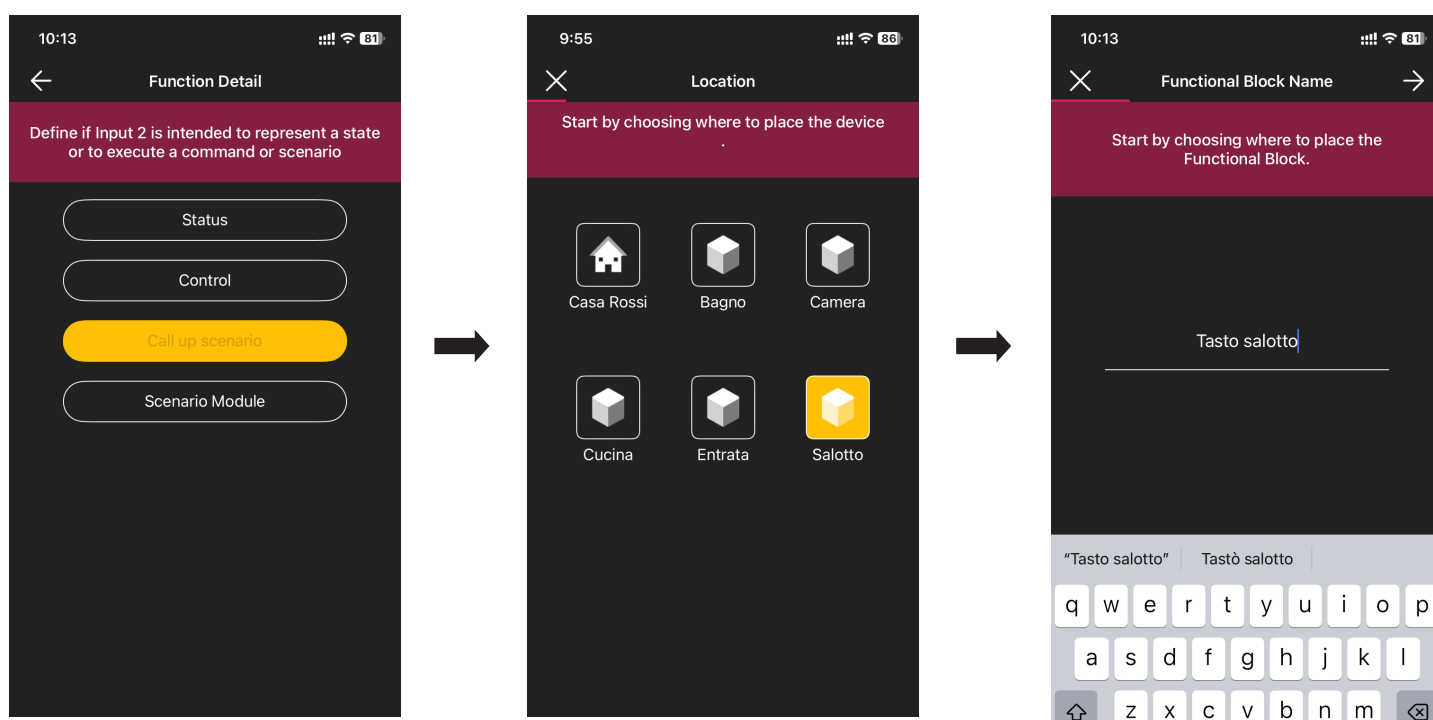 10:13
81
Function Detail
Define if Input 2 is intended to represent a state
or to execute a command or scenario
Status
Control
Call up scenario
Scenario Module
9:55
86
Location
Start by choosing where to place the device
.
Casa Rossi
Bagno
Camera
Cucina
Entrata
Salotto
10:13
81
Functional Block Name
Start by choosing where to place the
Functional Block.
Tasto salotto
“Tasto salotto”
Tastò salotto
q w e r t y u i o p
a s d f g h j k l
z x c v b n m